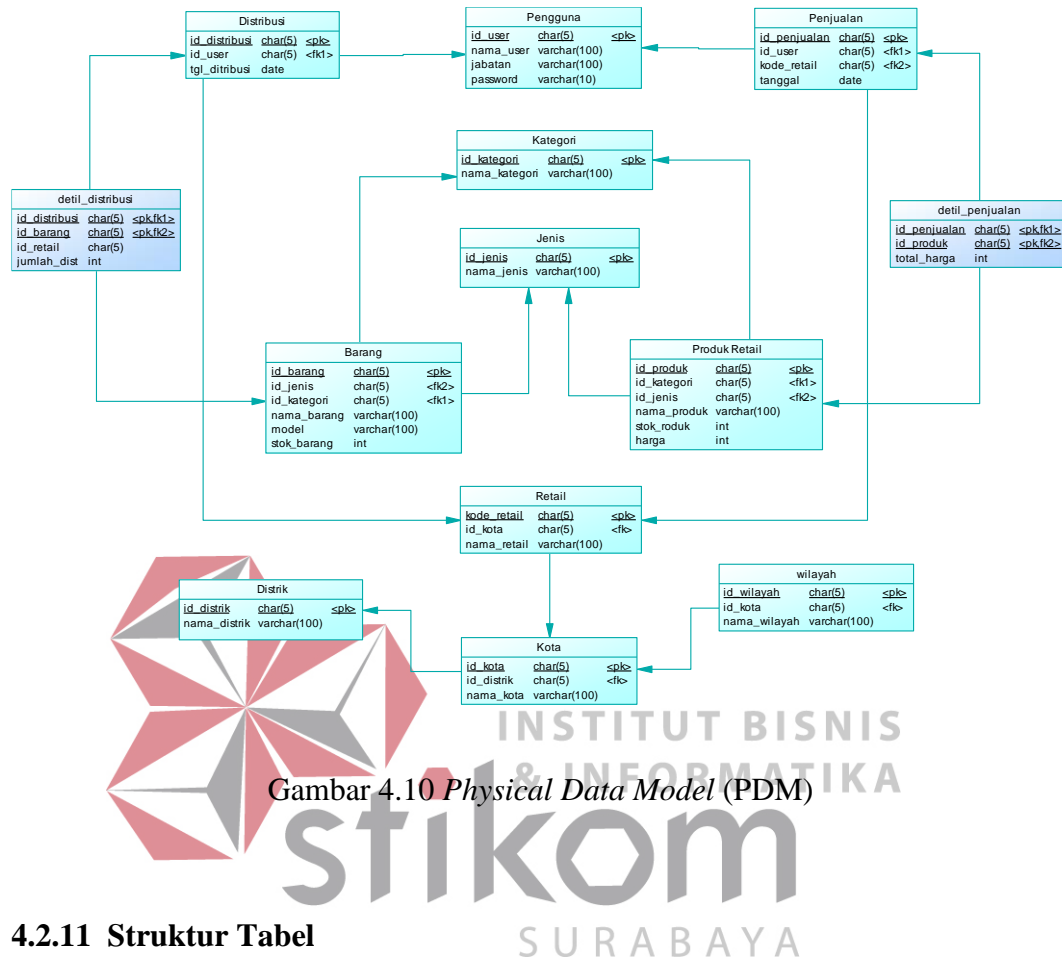 Distribusi
id_distribusi char(5) <pk>
id_user char(5) <fk1>
tgl_ditribusi date
Pengguna
id_user char(5) <pk>
nama_user varchar(100)
jabatan varchar(100)
password varchar(10)
Penjualan
id_penjualan char(5) <pk>
id_user char(5) <fk1>
kode_retail char(5) <fk2>
tanggal date
Kategori
id_kategori char(5) <pk>
nama_kategori varchar(100)
detil_distribusi
id_distribusi char(5) <pk,fk1>
id_barang char(5) <pk,fk2>
id_retail char(5)
jumlah_dist int
Jenis
id_jenis char(5) <pk>
nama_jenis varchar(100)
detil_penjualan
id_penjualan char(5) <pk,fk1>
id_produk char(5) <pk,fk2>
total_harga int
Barang
id_barang char(5) <pk>
id_jenis char(5) <fk2>
id_kategori char(5) <fk1>
nama_barang varchar(100)
model varchar(100)
stok_barang int
Produk Retail
id_produk char(5) <pk>
id_kategori char(5) <fk1>
id_jenis char(5) <fk2>
nama_produk varchar(100)
stok_roduk int
harga int
Retail
kode_retail char(5) <pk>
id_kota char(5) <fk>
nama_retail varchar(100)
Distrik
id_distrik char(5) <pk>
nama_distrik varchar(100)
wilayah
id_wilayah char(5) <pk>
id_kota char(5) <fk>
nama_wilayah varchar(100)
Kota
id_kota char(5) <pk>
id_distrik char(5) <fk>
nama_kota varchar(100)
INSTITUT BISNIS
& INFORMATIKA
Gambar 4.10 Physical Data Model (PDM)
stikom
SURABAYA
4.2.11 Struktur Tabel